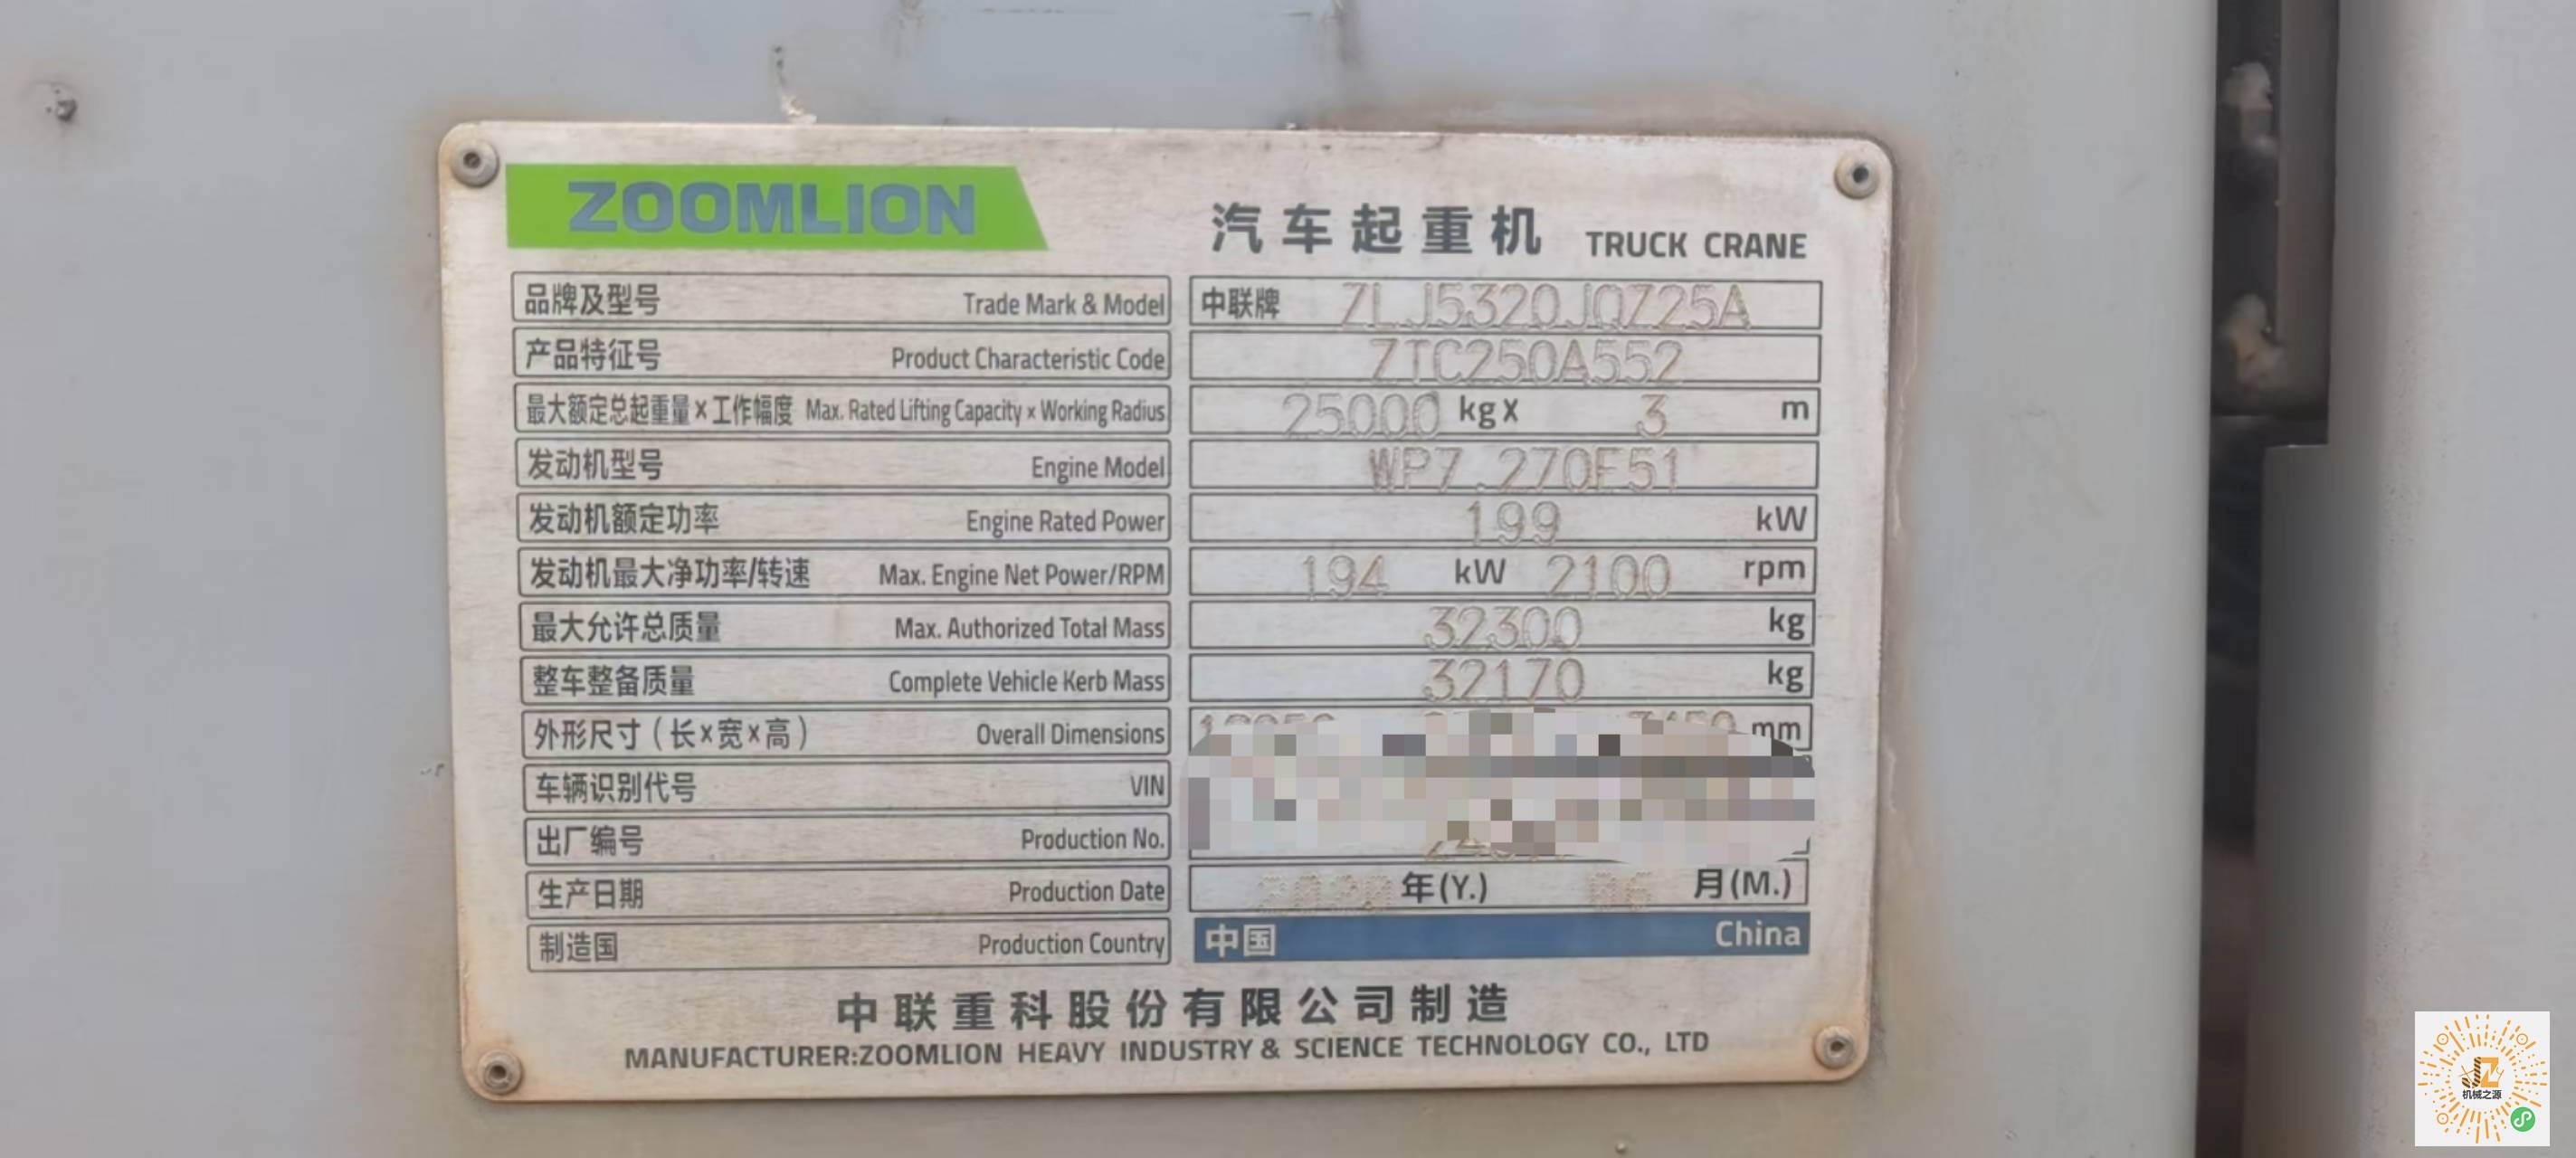 ZOOMLION
汽车起重机 TRUCK CRANE
品牌及型号 Trade Mark & Model 中联牌 ZLJ5320JQZ25A
产品特征号 Product Characteristic Code ZTC250A552
最大额定总起重量×工作幅度 Max. Rated Lifting Capacity × Working Radius 25000 kg X 3 m
发动机型号 Engine Model WP7.270E51
发动机额定功率 Engine Rated Power 199 kW
发动机最大净功率/转速 Max. Engine Net Power/RPM 194 kW 2100 rpm
最大允许总质量 Max. Authorized Total Mass 32300 kg
整车整备质量 Complete Vehicle Kerb Mass 32170 kg
外形尺寸(长×宽×高) Overall Dimensions mm
车辆识别代号 VIN
出厂编号 Production No.
生产日期 Production Date 年(Y.) 月(M.)
制造国 Production Country 中国 China
中联重科股份有限公司制造
MANUFACTURER:ZOOMLION HEAVY INDUSTRY & SCIENCE TECHNOLOGY CO., LTD
JZ
机械之源